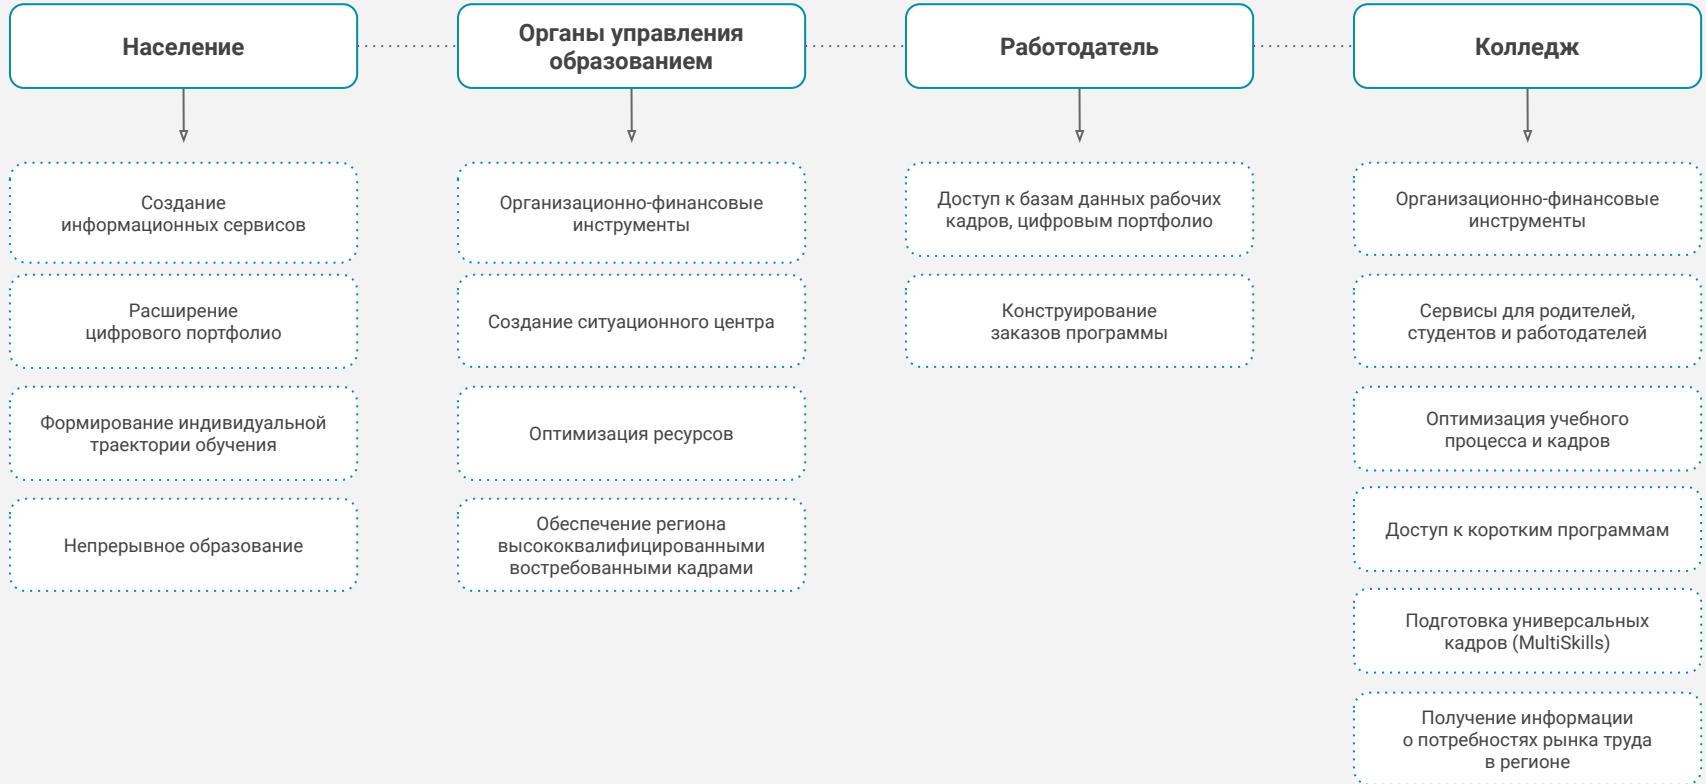 Население
Органы управления
образованием
Работодатель
Колледж
Создание
информационных сервисов
Расширение
цифрового портфолио
Формирование индивидуальной
траектории обучения
Непрерывное образование
Организационно-финансовые
инструменты
Создание ситуационного центра
Оптимизация ресурсов
Обеспечение региона
высококвалифицированными
востребованными кадрами
Доступ к базам данных рабочих
кадров, цифровым портфолио
Конструирование
заказов программы
Организационно-финансовые
инструменты
Сервисы для родителей,
студентов и работодателей
Оптимизация учебного
процесса и кадров
Доступ к коротким программам
Подготовка универсальных
кадров (MultiSkills)
Получение информации
о потребностях рынка труда
в регионе